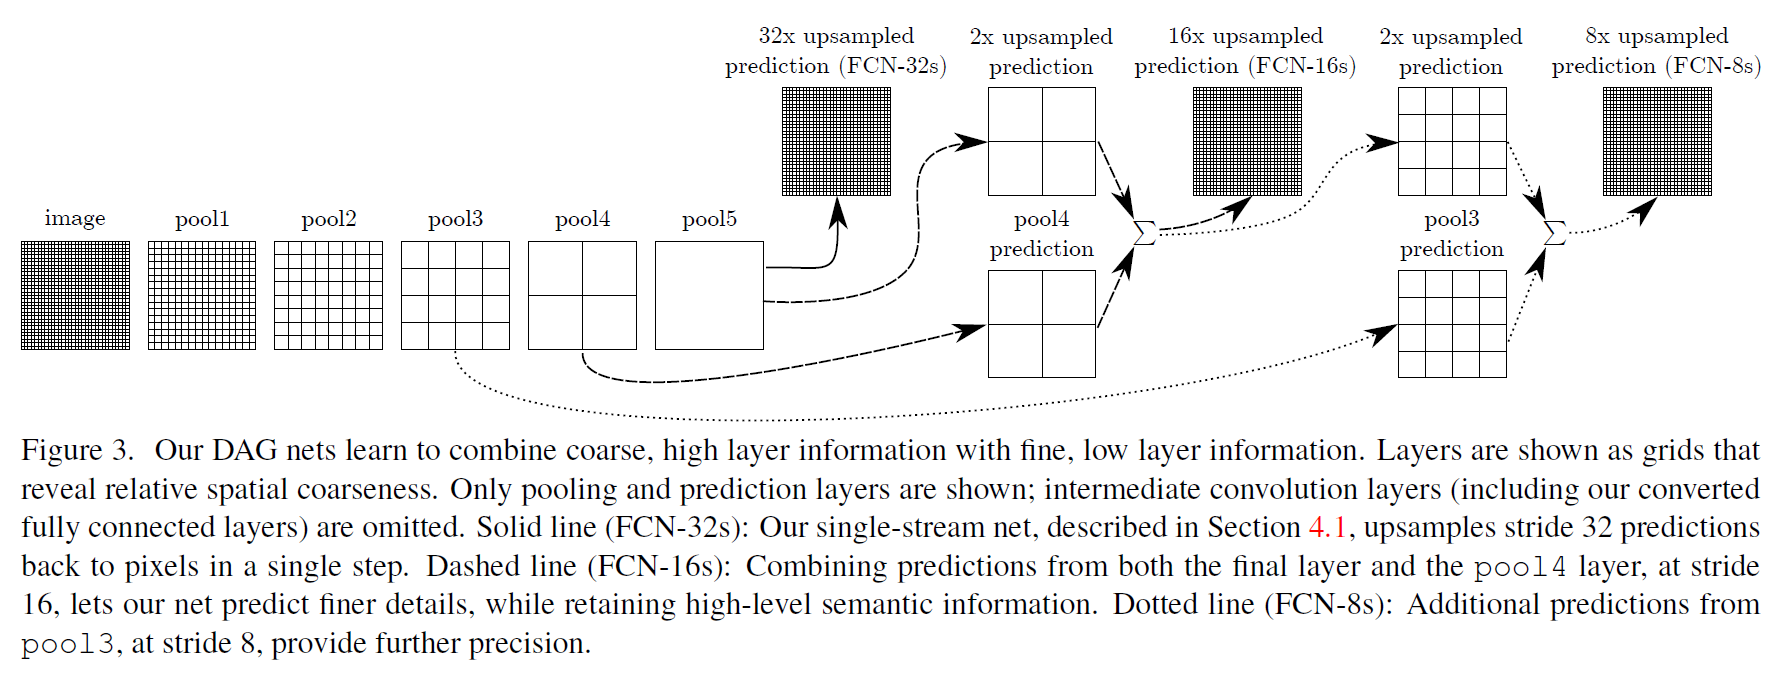 32x upsampled
prediction (FCN-32s)
2x upsampled
prediction
16x upsampled
prediction (FCN-16s)
2x upsampled
prediction
8x upsampled
prediction (FCN-8s)
image
pool1
pool2
pool3
pool4
pool5
pool4
prediction
∑
pool3
prediction
∑
Figure 3. Our DAG nets learn to combine coarse, high layer information with fine, low layer information. Layers are shown as grids that
reveal relative spatial coarseness. Only pooling and prediction layers are shown; intermediate convolution layers (including our converted
fully connected layers) are omitted. Solid line (FCN-32s): Our single-stream net, described in Section 4.1, upsamples stride 32 predictions
back to pixels in a single step. Dashed line (FCN-16s): Combining predictions from both the final layer and the pool4 layer, at stride
16, lets our net predict finer details, while retaining high-level semantic information. Dotted line (FCN-8s): Additional predictions from
pool3, at stride 8, provide further precision.